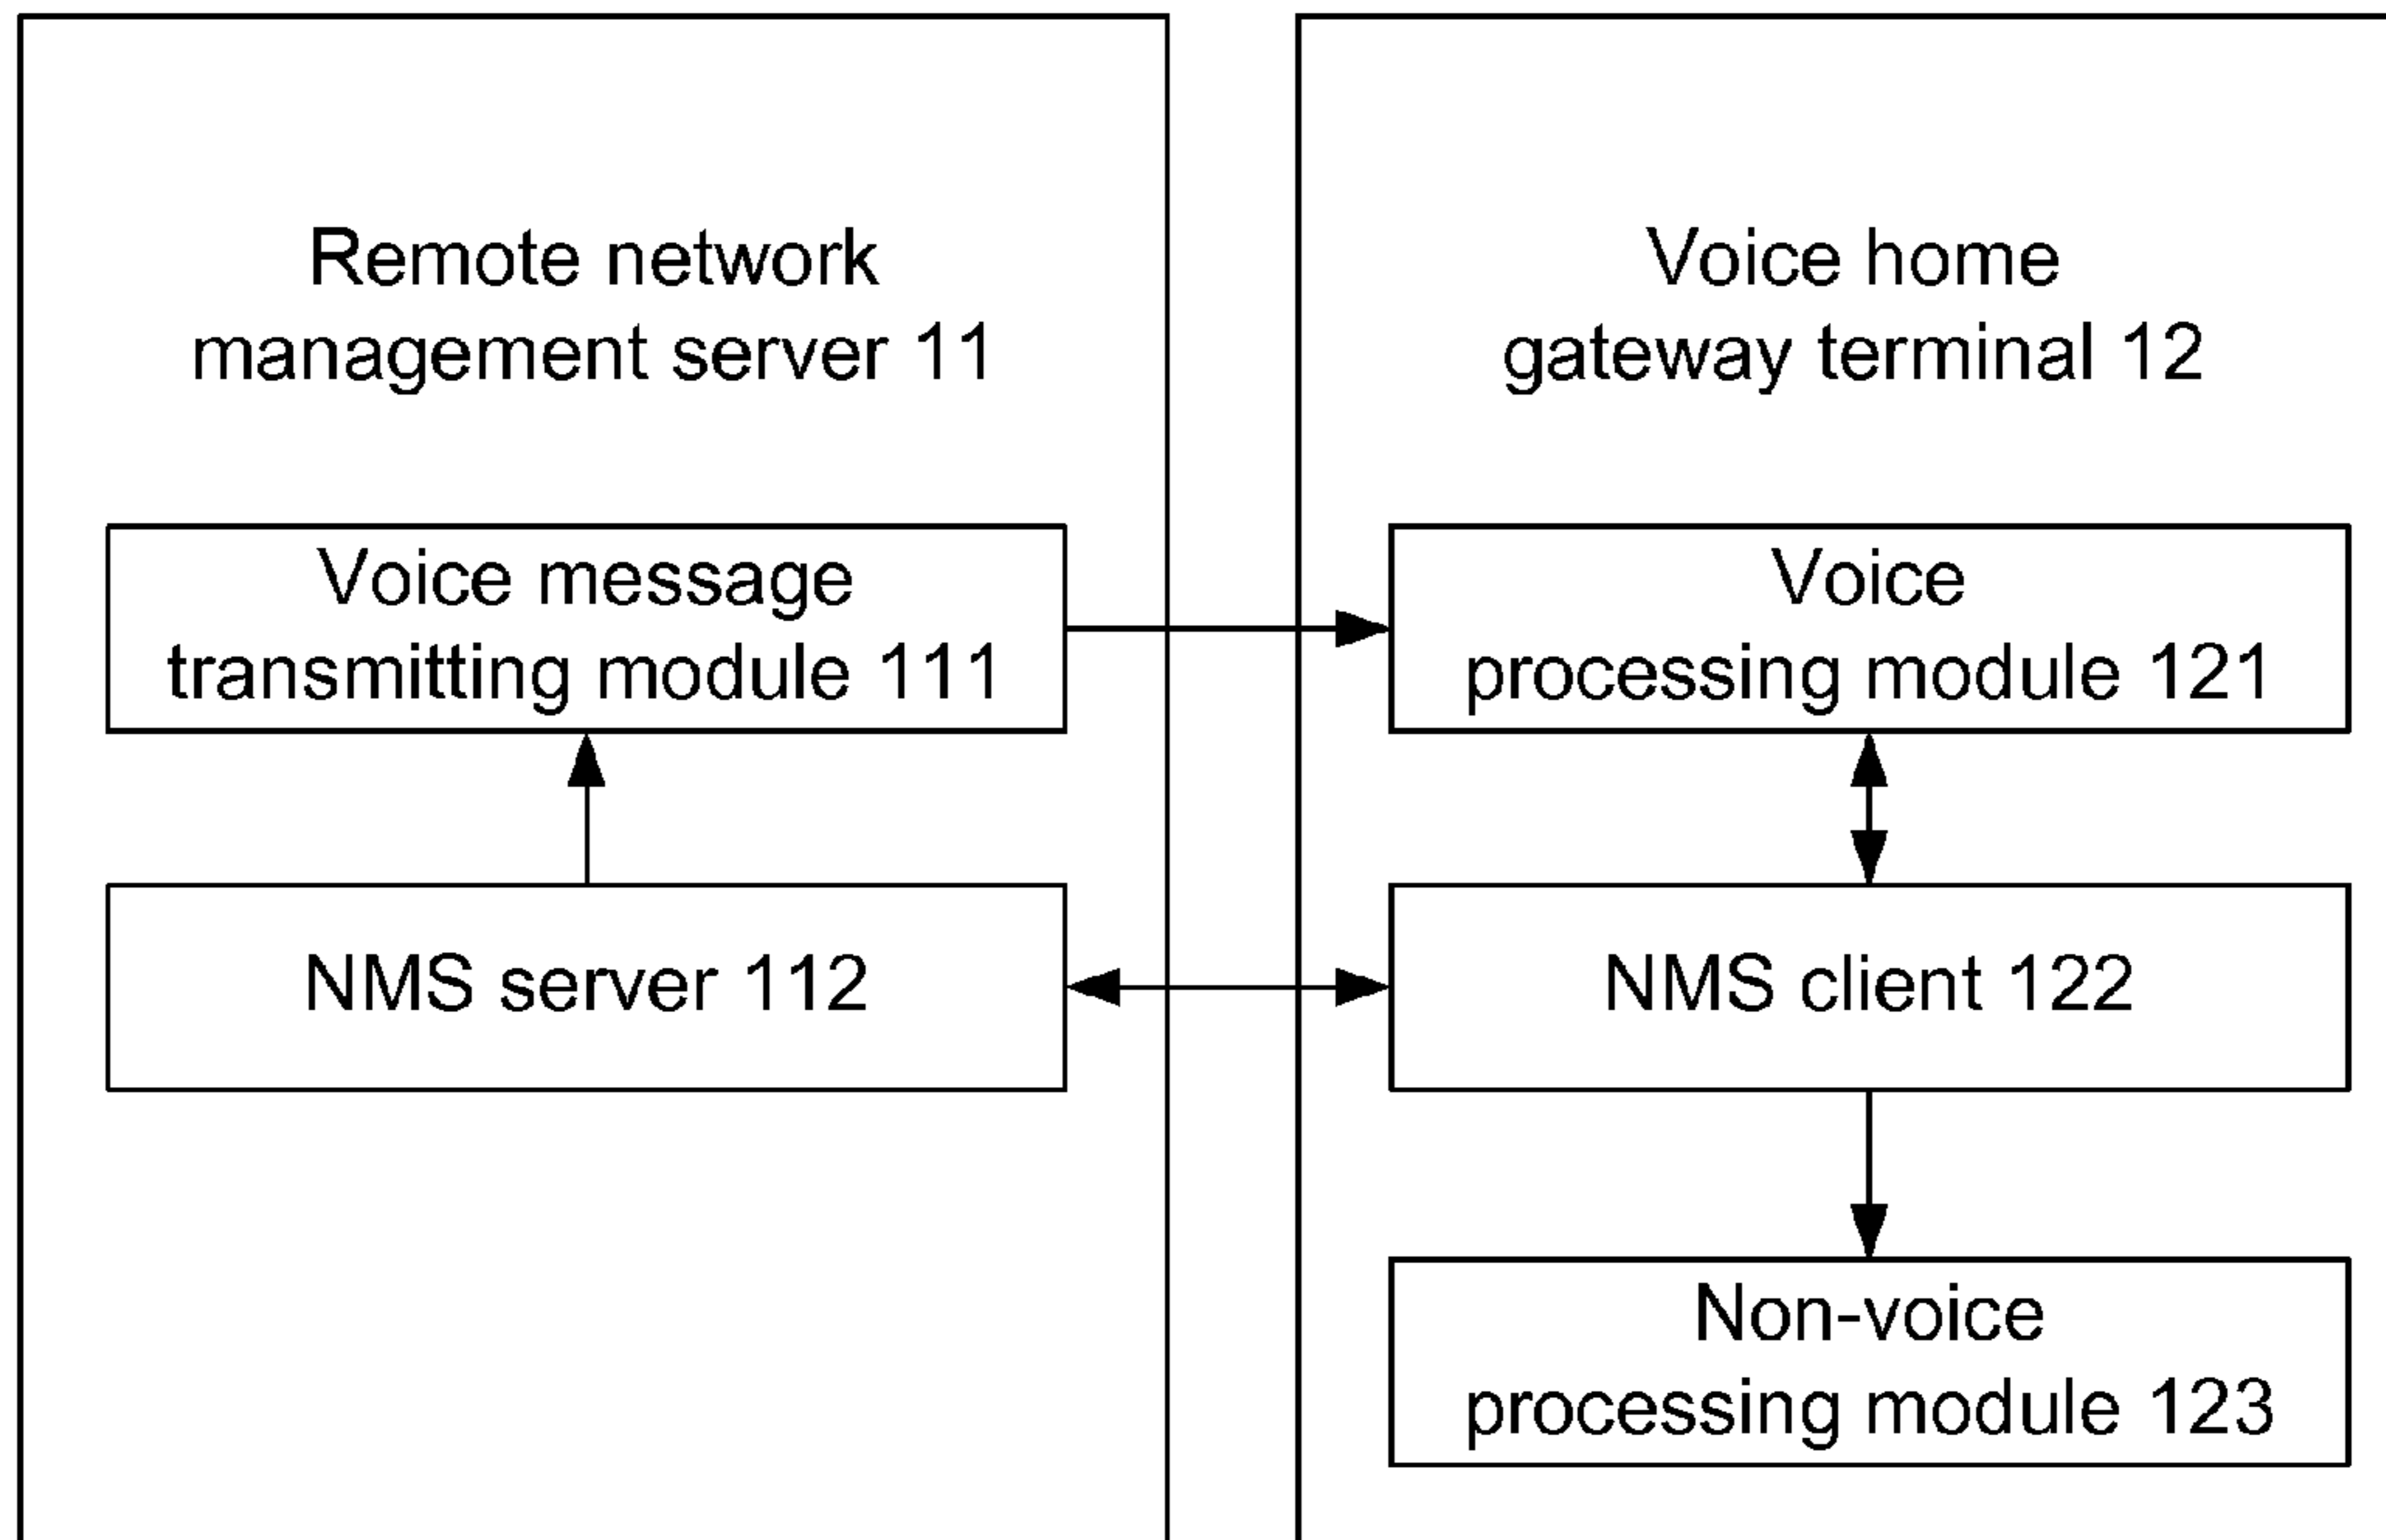 Remote network
management server 11
Voice message
transmitting module 111
NMS server 112
Voice home
gateway terminal 12
Voice
processing module 121
NMS client 122
Non-voice
processing module 123